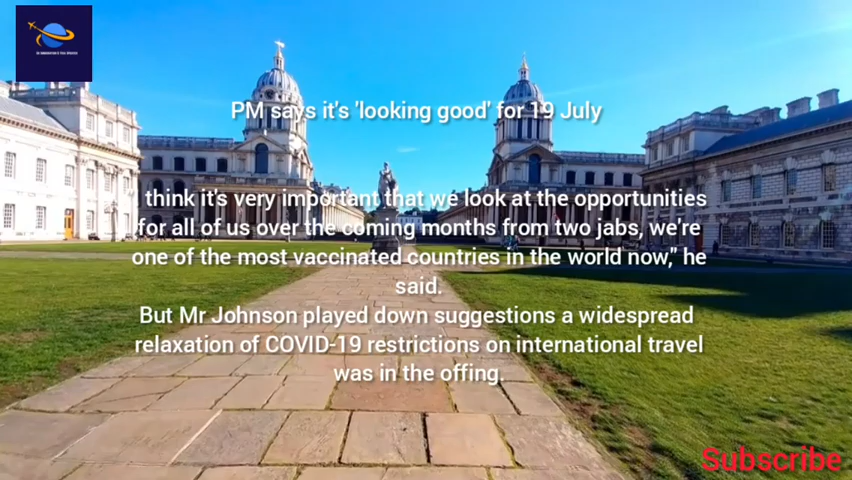 PM says it's 'looking good' for 19 July
I think it's very important that we look at the opportunities
for all of us over the coming months from two jabs, we're
one of the most vaccinated countries in the world now," he
said.
But Mr Johnson played down suggestions a widespread
relaxation of COVID-19 restrictions on international travel
was in the offing.
Subscribe